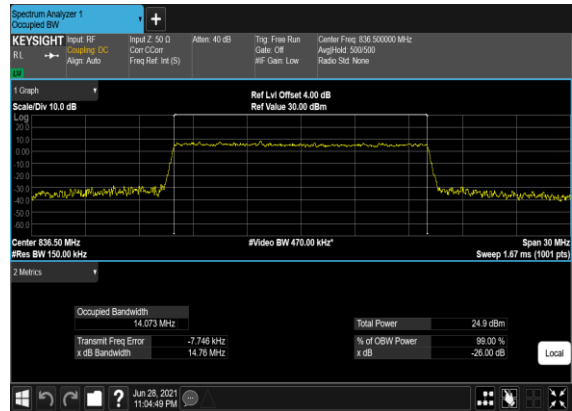 Spectrum Analyzer 1
Occupied BW
+
KEYSIGHT Input: RF Input Z: 50 Ω Atten: 40 dB Trig: Free Run Center Freq: 836.500000 MHz
R L Coupling: DC Corr CCorr Gate: Off Avg|Hold: 500/500
Align: Auto Freq Ref: Int (S) #IF Gain: Low Radio Std: None
LW
1 Graph
Ref Lvl Offset 4.00 dB
Scale/Div 10.0 dB Ref Value 30.00 dBm
Log
20.0
10.0
0.00
-10.0
-20.0
-30.0
-40.0
-50.0
-60.0
Center 836.50 MHz #Video BW 470.00 kHz* Span 30 MHz
#Res BW 150.00 kHz Sweep 1.67 ms (1001 pts)
2 Metrics
Occupied Bandwidth
14.073 MHz Total Power 24.9 dBm
Transmit Freq Error -7.746 kHz % of OBW Power 99.00 %
x dB Bandwidth 14.76 MHz x dB -26.00 dB
Local
?
Jun 28, 2021
11:04:49 PM